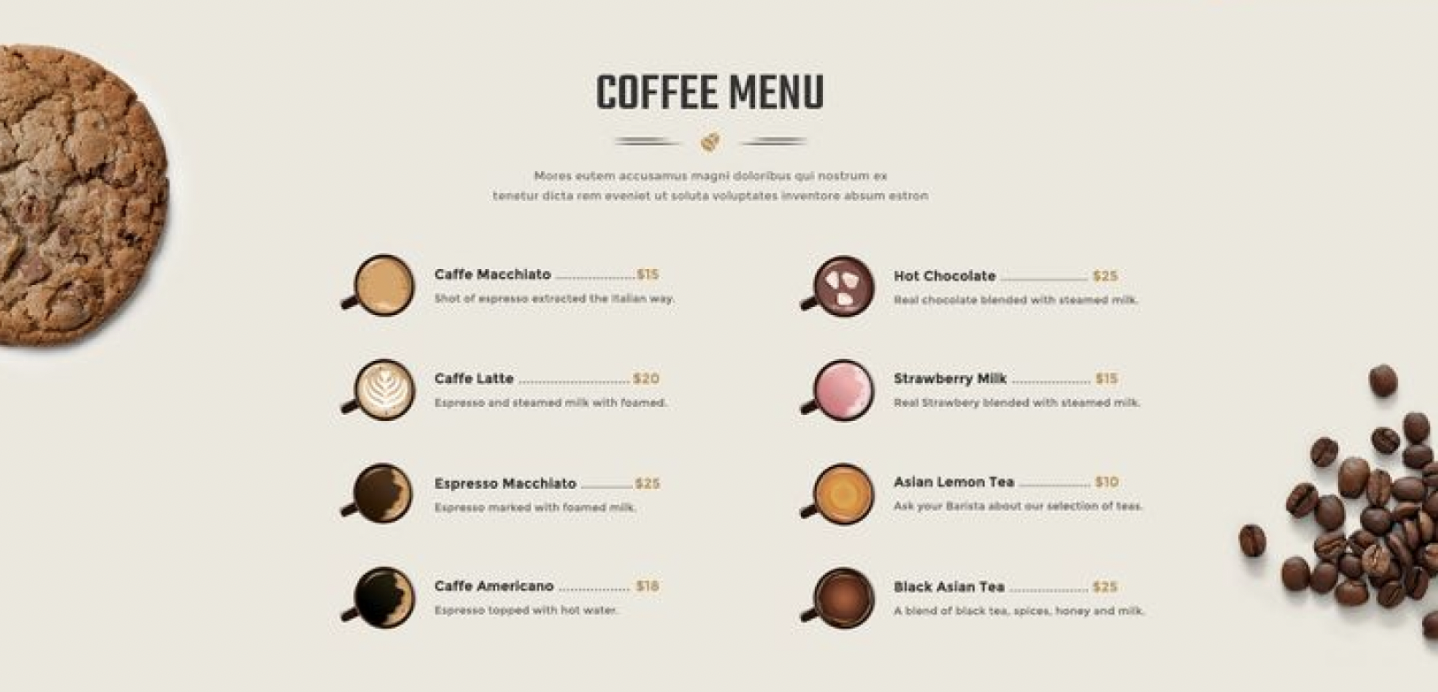 COFFEE MENU
Mores eutem accusamus magni doloribus qui nostrum ex
tenetur dicta rem eveniet ut soluta voluptates inventore absum estron
Caffe Macchiato ........................ $15
Shot of espresso extracted the Italian way.
Caffe Latte ........................ $20
Espresso and steamed milk with foamed.
Espresso Macchiato ........................ $25
Espresso marked with foamed milk.
Caffe Americano ........................ $18
Espresso topped with hot water.
Hot Chocolate ........................ $25
Real chocolate blended with steamed milk.
Strawberry Milk ........................ $15
Real Strawbery blended with steamed milk.
Asian Lemon Tea ........................ $10
Ask your Barista about our selection of teas.
Black Asian Tea ........................ $25
A blend of black tea, spices, honey and milk.